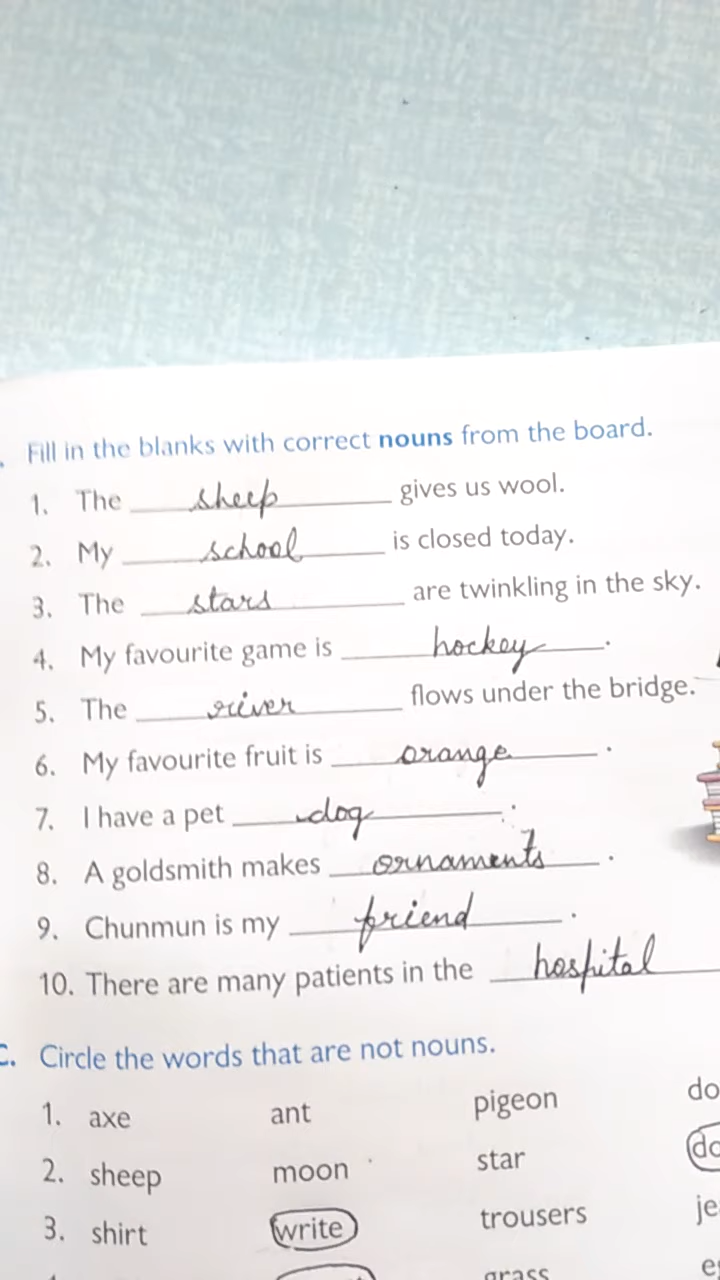 Fill in the blanks with correct nouns from the board.
1. The sheep gives us wool.
2. My school is closed today.
3. The stars are twinkling in the sky.
4. My favourite game is hockey.
5. The river flows under the bridge.
6. My favourite fruit is orange.
7. I have a pet dog.
8. A goldsmith makes ornaments.
9. Chunmun is my friend.
10. There are many patients in the hospital
C. Circle the words that are not nouns.
1. axe ant pigeon do
2. sheep moon star
3. shirt write trousers je
grass